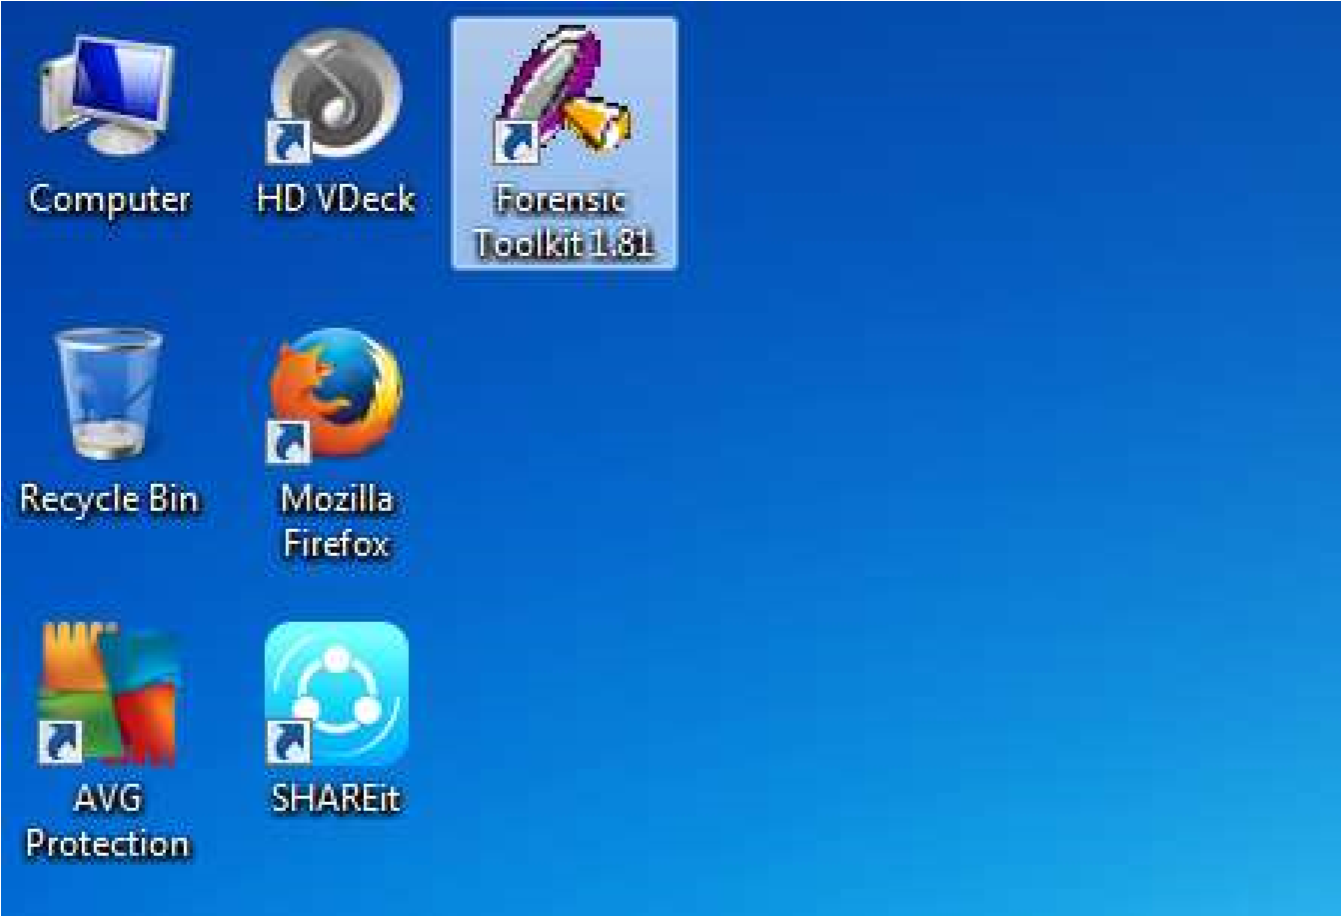 Computer
HD VDeck
Forensic
Toolkit 1.81
Recycle Bin
Mozilla
Firefox
AVG
Protection
SHAREit